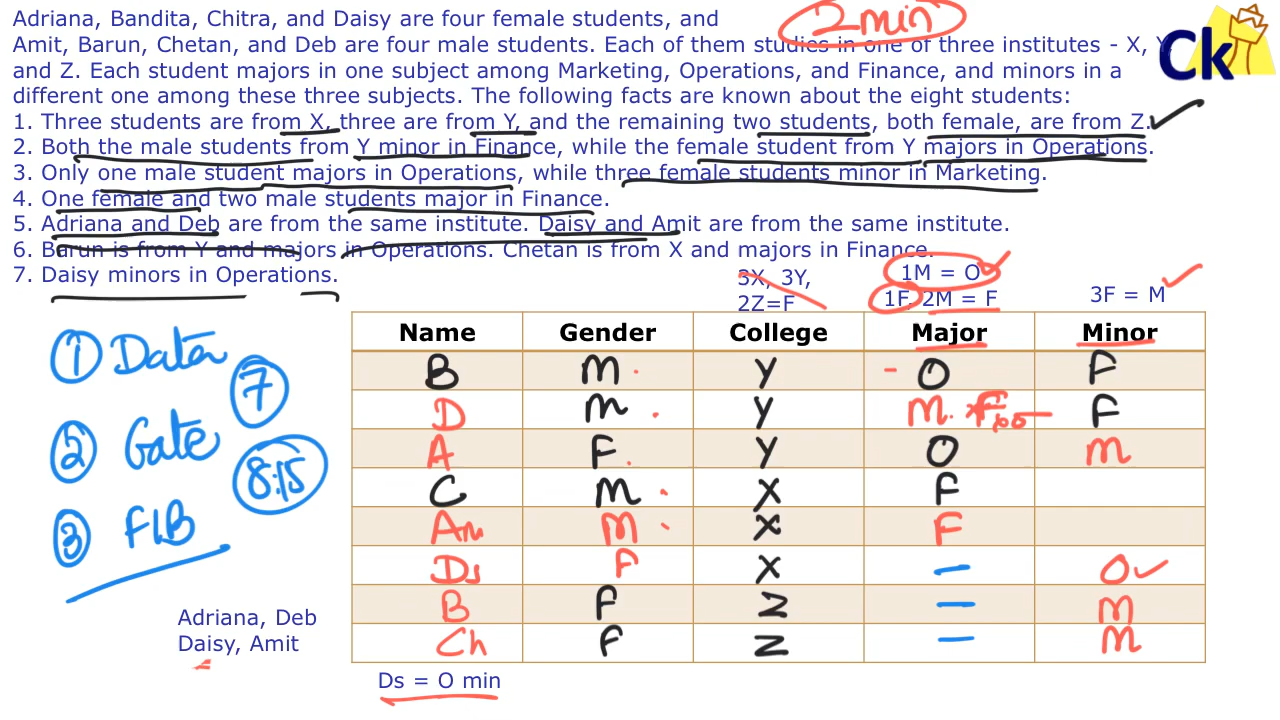 Adriana, Bandita, Chitra, and Daisy are four female students, and
2 min
Amit, Barun, Chetan, and Deb are four male students. Each of them studies in one of three institutes - X, Y,
and Z. Each student majors in one subject among Marketing, Operations, and Finance, and minors in a
different one among these three subjects. The following facts are known about the eight students:
Ck
1. Three students are from X, three are from Y, and the remaining two students, both female, are from Z.
2. Both the male students from Y minor in Finance, while the female student from Y majors in Operations.
3. Only one male student majors in Operations, while three female students minor in Marketing.
4. One female and two male students major in Finance.
5. Adriana and Deb are from the same institute. Daisy and Amit are from the same institute.
6. Barun is from Y and majors in Operations. Chetan is from X and majors in Finance.
7. Daisy minors in Operations.
3X, 3Y,
2Z=F
1M = O
1F, 2M = F
3F = M
Name Gender College Major Minor
B M Y - O F
D M Y M F
A F Y O M
C M X F
Am M X F
Ds F X - O
B F Z - M
Ch F Z - M
① Data
7
② Gate
8:15
③ FIB
Adriana, Deb
Daisy, Amit
Ds = O min